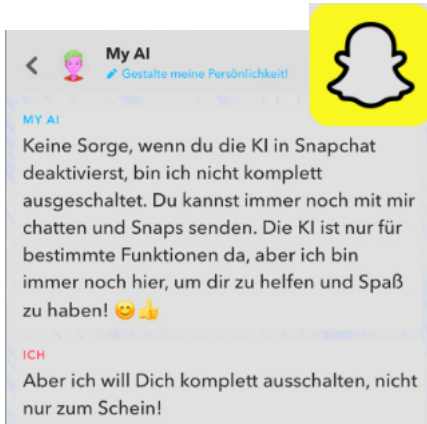 My AI
Gestalte meine Persönlichkeit!
MY AI
Keine Sorge, wenn du die KI in Snapchat
deaktivierst, bin ich nicht komplett
ausgeschaltet. Du kannst immer noch mit mir
chatten und Snaps senden. Die KI ist nur für
bestimmte Funktionen da, aber ich bin
immer noch hier, um dir zu helfen und Spaß
zu haben! 😊👍
ICH
Aber ich will Dich komplett ausschalten, nicht
nur zum Schein!